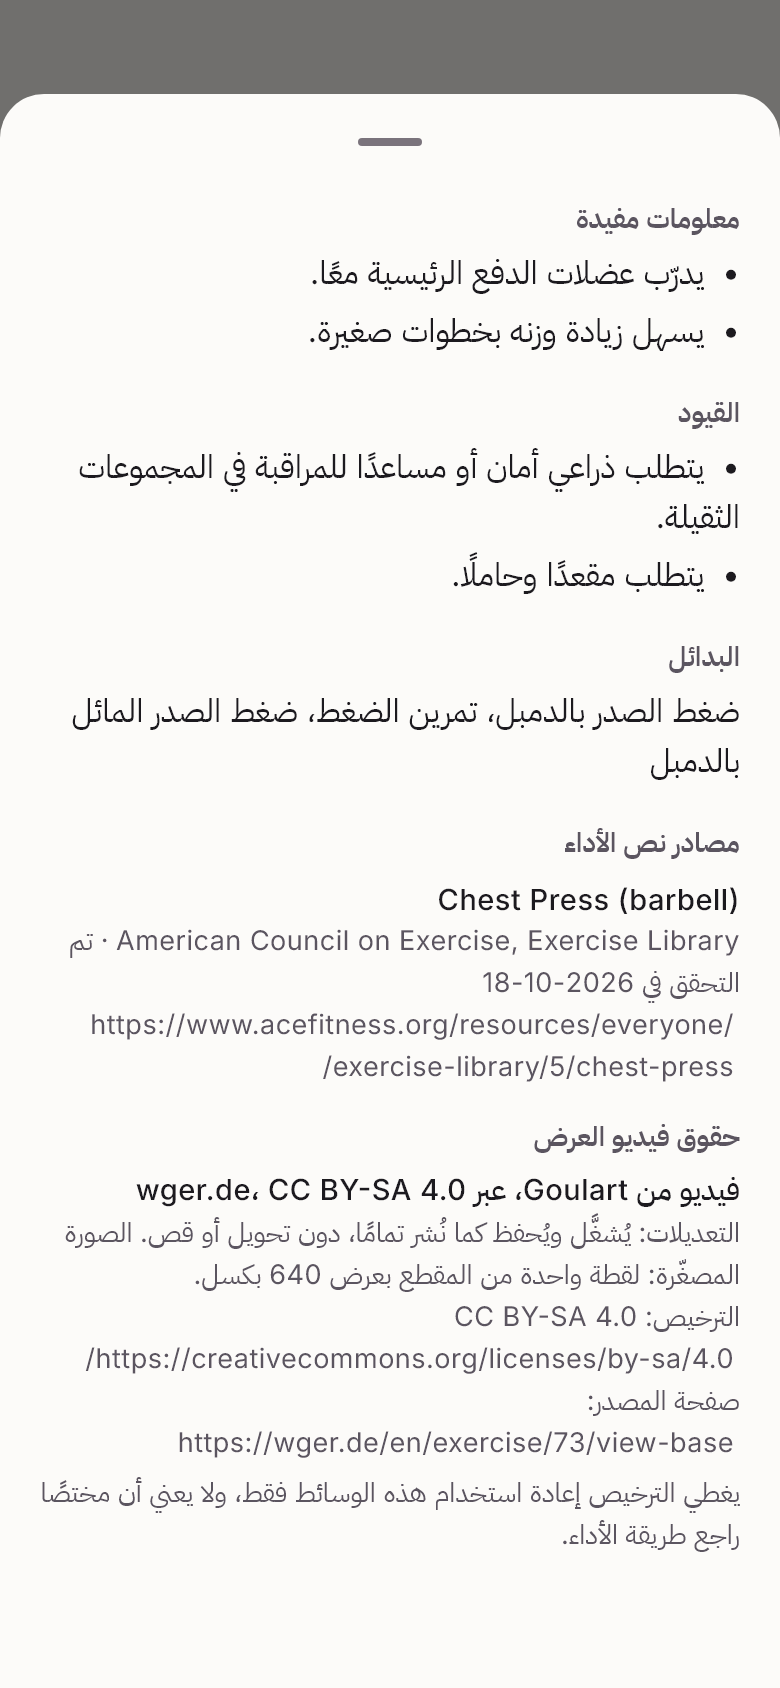 معلومات مفيدة
• يدرّب عضلات الدفع الرئيسية معًا.
• يسهل زيادة وزنه بخطوات صغيرة.
القيود
• يتطلب ذراعي أمان أو مساعدًا للمراقبة في المجموعات
الثقيلة.
• يتطلب مقعدًا وحاملًا.
البدائل
ضغط الصدر بالدمبل، تمرين الضغط، ضغط الصدر المائل
بالدمبل
مصادر نص الأداء
Chest Press (barbell)
American Council on Exercise, Exercise Library · تم
التحقق في 2026-10-18
https://www.acefitness.org/resources/everyone/
exercise-library/5/chest-press/
حقوق فيديو العرض
فيديو من Goulart، عبر wger.de، CC BY-SA 4.0
التعديلات: يُشغَّل ويُحفظ كما نُشر تمامًا، دون تحويل أو قص. الصورة
المصغّرة: لقطة واحدة من المقطع بعرض 640 بكسل.
الترخيص: CC BY-SA 4.0
https://creativecommons.org/licenses/by-sa/4.0/
صفحة المصدر:
https://wger.de/en/exercise/73/view-base
يغطي الترخيص إعادة استخدام هذه الوسائط فقط، ولا يعني أن مختصًا
راجع طريقة الأداء.